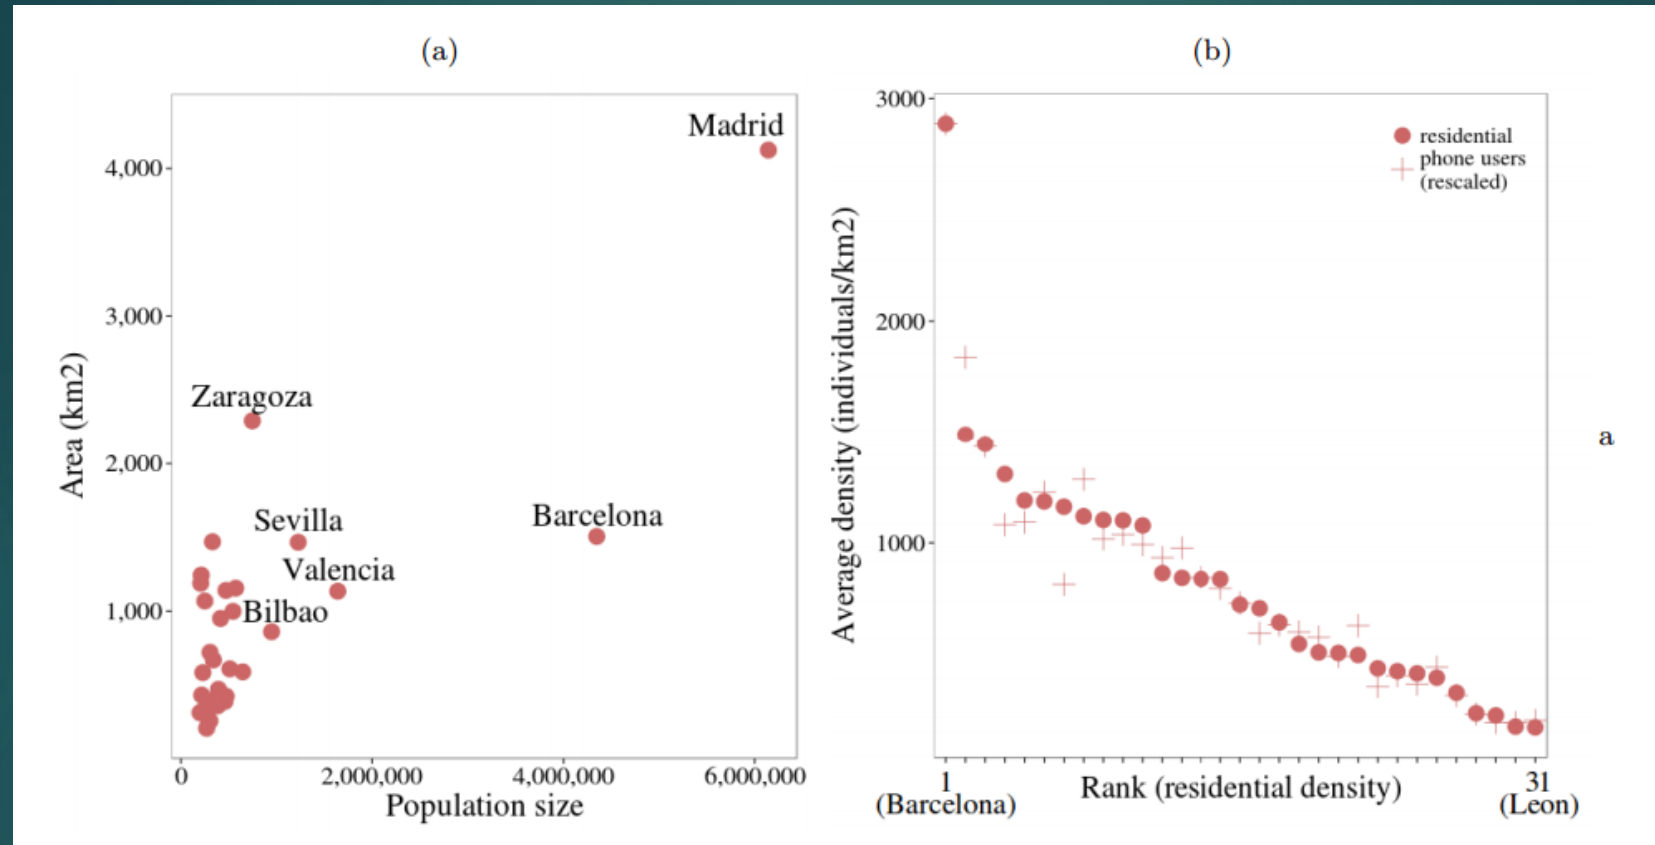 (a)
Madrid
4,000
3,000
Zaragoza
2,000
Sevilla
Barcelona
Valencia
1,000
Bilbao
Area (km2)
0
2,000,000
4,000,000
6,000,000
Population size
(b)
3000
residential
phone users
(rescaled)
2000
1000
Average density (individuals/km2)
1
31
Rank (residential density)
(Barcelona)
(Leon)
a